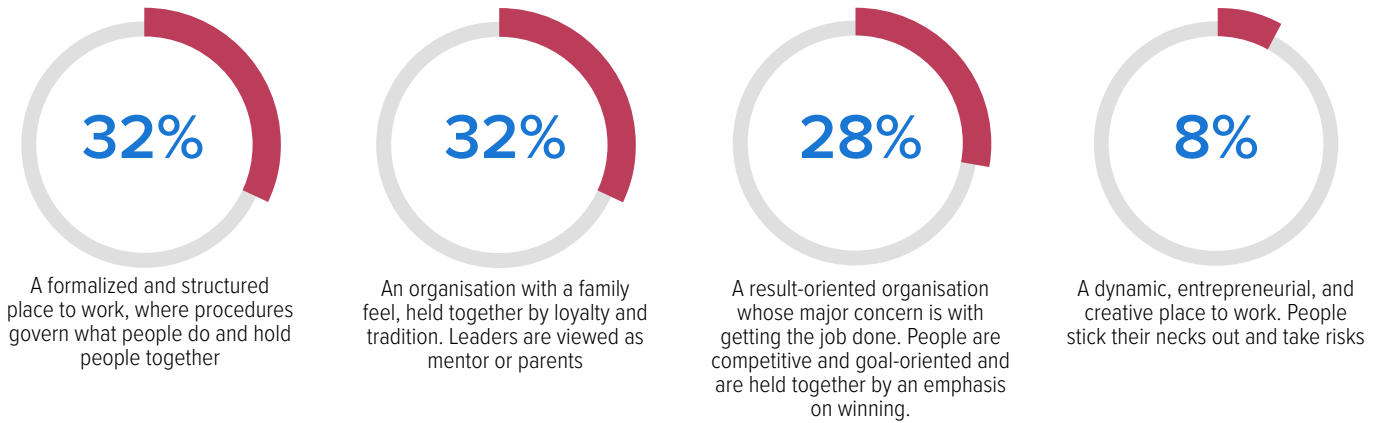 32%
A formalized and structured
place to work, where procedures
govern what people do and hold
people together
32%
An organisation with a family
feel, held together by loyalty and
tradition. Leaders are viewed as
mentor or parents
28%
A result-oriented organisation
whose major concern is with
getting the job done. People are
competitive and goal-oriented and
are held together by an emphasis
on winning.
8%
A dynamic, entrepreneurial, and
creative place to work. People
stick their necks out and take risks